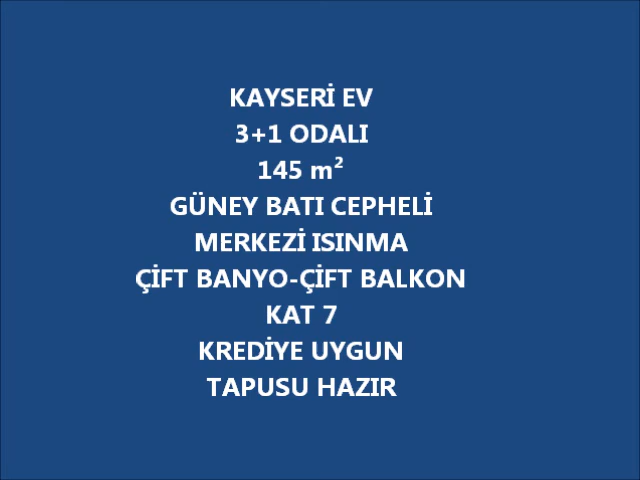 KAYSERİ EV
3+1 ODALI
145 m²
GÜNEY BATI CEPHELİ
MERKEZİ ISINMA
ÇİFT BANYO-ÇİFT BALKON
KAT 7
KREDİYE UYGUN
TAPUSU HAZIR